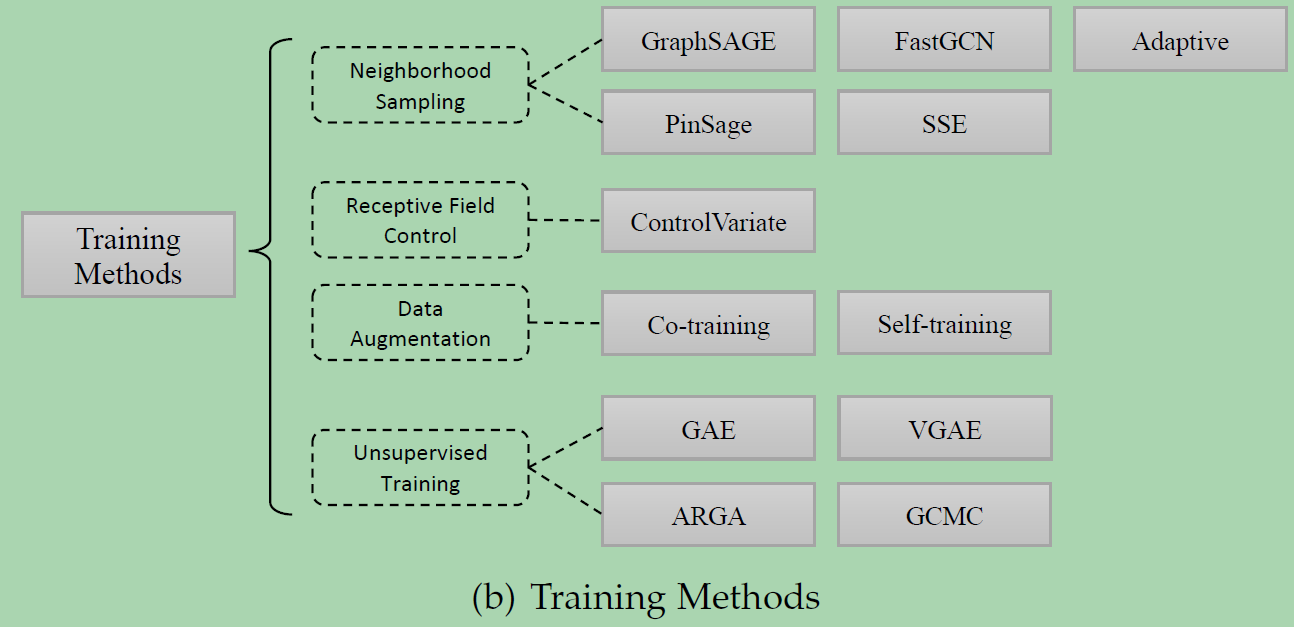 Training
Methods
Neighborhood
Sampling
GraphSAGE
FastGCN
Adaptive
PinSage
SSE
Receptive Field
Control
ControlVariate
Data
Augmentation
Co-training
Self-training
Unsupervised
Training
GAE
VGAE
ARGA
GCMC
(b) Training Methods